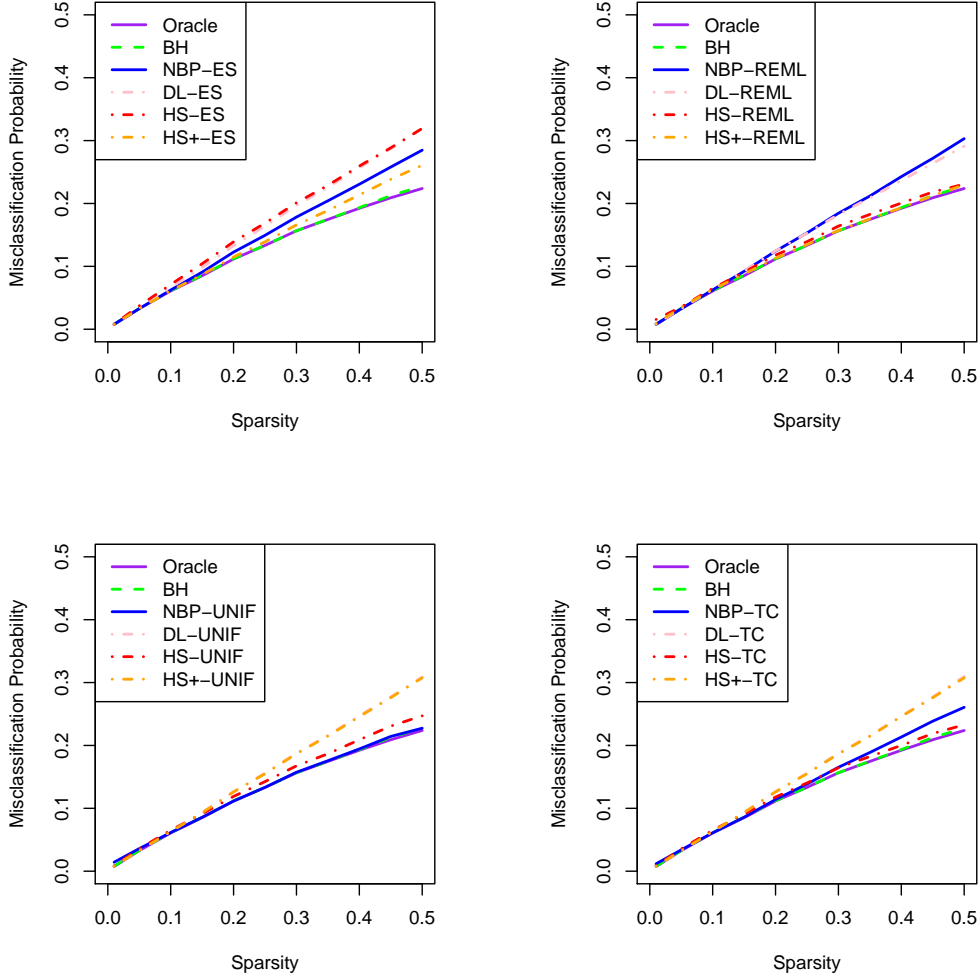 Oracle
BH
NBP−ES
DL−ES
HS−ES
HS+−ES
0.0
0.1
0.2
0.3
0.4
0.5
Misclassification Probability
0.0
0.1
0.2
0.3
0.4
0.5
Sparsity
Oracle
BH
NBP−REML
DL−REML
HS−REML
HS+−REML
0.0
0.1
0.2
0.3
0.4
0.5
Misclassification Probability
0.0
0.1
0.2
0.3
0.4
0.5
Sparsity
Oracle
BH
NBP−UNIF
DL−UNIF
HS−UNIF
HS+−UNIF
0.0
0.1
0.2
0.3
0.4
0.5
Misclassification Probability
0.0
0.1
0.2
0.3
0.4
0.5
Sparsity
Oracle
BH
NBP−TC
DL−TC
HS−TC
HS+−TC
0.0
0.1
0.2
0.3
0.4
0.5
Misclassification Probability
0.0
0.1
0.2
0.3
0.4
0.5
Sparsity